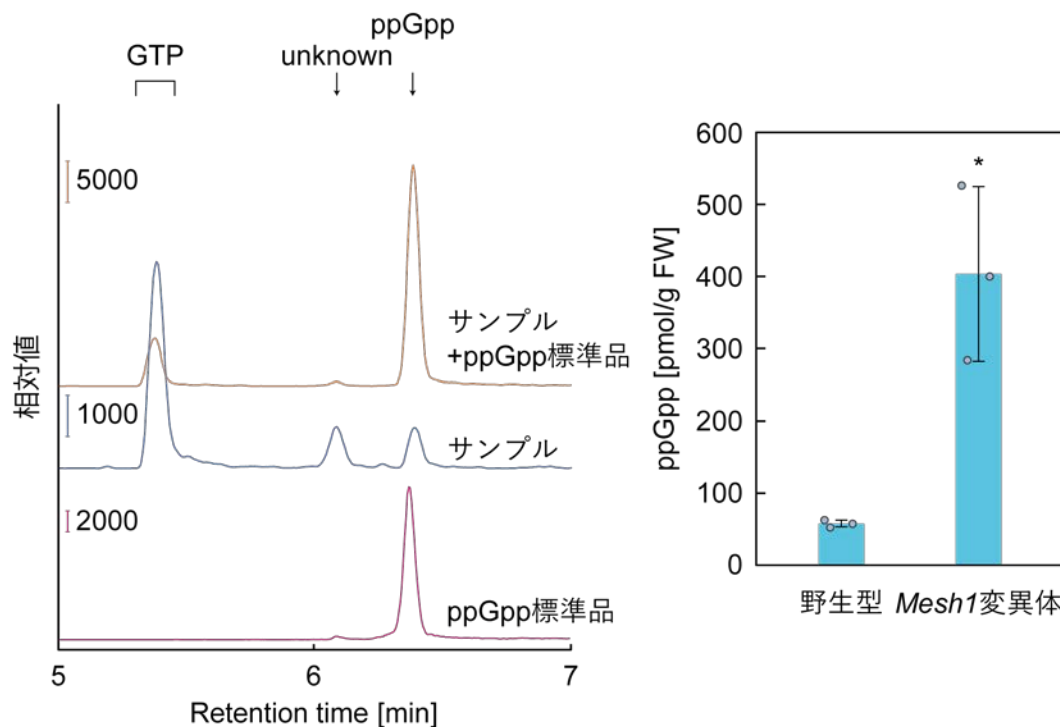 GTP
unknown
ppGpp
5000
サンプル
+ppGpp標準品
1000
サンプル
2000
ppGpp標準品
相対値
5
6
7
Retention time [min]
ppGpp [pmol/g FW]
600
500
400
300
200
100
0
*
野生型
Mesh1変異体